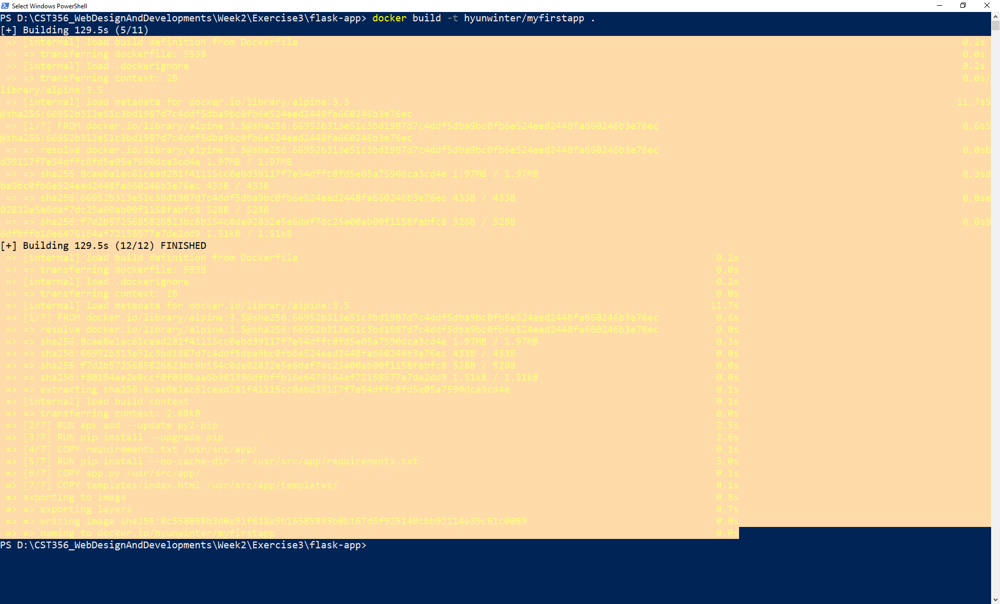 Select Windows PowerShell
PS D:\CST356_WebDesignAndDevelopments\Week2\Exercise3\flask-app> docker build -t hyunwinter/myfirstapp .
[+] Building 129.5s (5/11)
=> [internal] load build definition from Dockerfile 0.2s
=> => transferring dockerfile: 593B 0.0s
=> [internal] load .dockerignore 0.2s
=> => transferring context: 2B 0.0s/
library/alpine:3.5
=> [internal] load metadata for docker.io/library/alpine:3.5 11.7s5
@sha256:66952b313e51c3bd1987d7c4ddf5dba9bc0fb6e524eed2448fa660246b3e76ec
=> [1/7] FROM docker.io/library/alpine:3.5@sha256:66952b313e51c3bd1987d7c4ddf5dba9bc0fb6e524eed2448fa660246b3e76ec 0.6s5
@sha256:66952b313e51c3bd1987d7c4ddf5dba9bc0fb6e524eed2448fa660246b3e76ec
=> => resolve docker.io/library/alpine:3.5@sha256:66952b313e51c3bd1987d7c4ddf5dba9bc0fb6e524eed2448fa660246b3e76ec 0.0sb
d39117f7e54dffc8fd5e05a7590dca3cd4e 1.97MB / 1.97MB
=> => sha256:8cae0e1ac61cead281f41115cc0ebd39117f7e54dffc8fd5e05a7590dca3cd4e 1.97MB / 1.97MB 0.3sd
ba9bc0fb6e524eed2448fa660246b3e76ec 433B / 433B
=> => sha256:66952b313e51c3bd1987d7c4ddf5dba9bc0fb6e524eed2448fa660246b3e76ec 433B / 433B 0.0se
02832e5e6daf7dc25a00ab00f1158fabfc8 528B / 528B
=> => sha256:f7d2b5725685826823bc6b154c0de02832e5e6daf7dc25a00ab00f1158fabfc8 528B / 528B 0.0s9
6dfbffb16e6476164af72158577a7de2dd9 1.51kB / 1.51kB
[+] Building 129.5s (12/12) FINISHED
=> [internal] load build definition from Dockerfile 0.2s
=> => transferring dockerfile: 593B 0.0s
=> [internal] load .dockerignore 0.2s
=> => transferring context: 2B 0.0s
=> [internal] load metadata for docker.io/library/alpine:3.5 11.7s
=> [1/7] FROM docker.io/library/alpine:3.5@sha256:66952b313e51c3bd1987d7c4ddf5dba9bc0fb6e524eed2448fa660246b3e76ec 0.6s
=> => resolve docker.io/library/alpine:3.5@sha256:66952b313e51c3bd1987d7c4ddf5dba9bc0fb6e524eed2448fa660246b3e76ec 0.0s
=> => sha256:8cae0e1ac61cead281f41115cc0ebd39117f7e54dffc8fd5e05a7590dca3cd4e 1.97MB / 1.97MB 0.3s
=> => sha256:66952b313e51c3bd1987d7c4ddf5dba9bc0fb6e524eed2448fa660246b3e76ec 433B / 433B 0.0s
=> => sha256:f7d2b5725685826823bc6b154c0de02832e5e6daf7dc25a00ab00f1158fabfc8 528B / 528B 0.0s
=> => sha256:f80194ae2e0ccf0f098baa6b981396dfbffb16e6476164af72158577a7de2dd9 1.51kB / 1.51kB 0.0s
=> => extracting sha256:8cae0e1ac61cead281f41115cc0ebd39117f7e54dffc8fd5e05a7590dca3cd4e 0.1s
=> [internal] load build context 0.1s
=> => transferring context: 2.68kB 0.0s
=> [2/7] RUN apk add --update py2-pip 2.5s
=> [3/7] RUN pip install --upgrade pip 2.6s
=> [4/7] COPY requirements.txt /usr/src/app/ 0.1s
=> [5/7] RUN pip install --no-cache-dir -r /usr/src/app/requirements.txt 3.0s
=> [6/7] COPY app.py /usr/src/app/ 0.1s
=> [7/7] COPY templates/index.html /usr/src/app/templates/ 0.1s
=> exporting to image 0.8s
=> => exporting layers 0.7s
=> => writing image sha256:8c558668b3d0a91f618a9b16585893b0b167d6f925140cbb92114e39c61c0089 0.0s
=> => naming to docker.io/hyunwinter/myfirstapp 0.0s
PS D:\CST356_WebDesignAndDevelopments\Week2\Exercise3\flask-app>